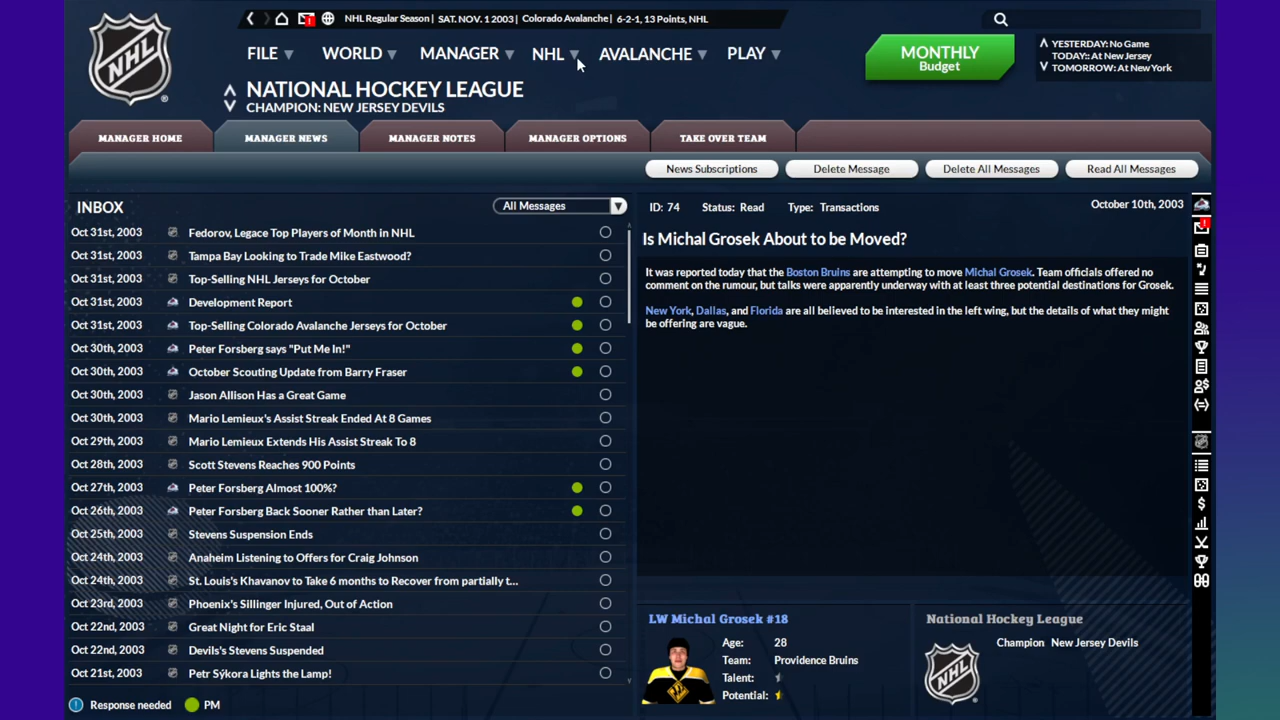 NHL Regular Season | SAT. NOV. 1 2003 | Colorado Avalanche | 6-2-1, 13 Points, NHL
FILE WORLD MANAGER NHL AVALANCHE PLAY
MONTHLY
Budget
YESTERDAY: No Game
TODAY:: At New Jersey
TOMORROW: At New York
NHL
NATIONAL HOCKEY LEAGUE
CHAMPION: NEW JERSEY DEVILS
MANAGER HOME MANAGER NEWS MANAGER NOTES MANAGER OPTIONS TAKE OVER TEAM
News Subscriptions Delete Message Delete All Messages Read All Messages
INBOX All Messages
Oct 31st, 2003 Fedorov, Legace Top Players of Month in NHL
Oct 31st, 2003 Tampa Bay Looking to Trade Mike Eastwood?
Oct 31st, 2003 Top-Selling NHL Jerseys for October
Oct 31st, 2003 Development Report
Oct 31st, 2003 Top-Selling Colorado Avalanche Jerseys for October
Oct 30th, 2003 Peter Forsberg says "Put Me In!"
Oct 30th, 2003 October Scouting Update from Barry Fraser
Oct 30th, 2003 Jason Allison Has a Great Game
Oct 30th, 2003 Mario Lemieux's Assist Streak Ended At 8 Games
Oct 29th, 2003 Mario Lemieux Extends His Assist Streak To 8
Oct 28th, 2003 Scott Stevens Reaches 900 Points
Oct 27th, 2003 Peter Forsberg Almost 100%?
Oct 26th, 2003 Peter Forsberg Back Sooner Rather than Later?
Oct 25th, 2003 Stevens Suspension Ends
Oct 24th, 2003 Anaheim Listening to Offers for Craig Johnson
Oct 24th, 2003 St. Louis's Khavanov to Take 6 months to Recover from partially t...
Oct 23rd, 2003 Phoenix's Sillinger Injured, Out of Action
Oct 22nd, 2003 Great Night for Eric Staal
Oct 22nd, 2003 Devils's Stevens Suspended
Oct 21st, 2003 Petr Sýkora Lights the Lamp!
Response needed PM
ID: 74 Status: Read Type: Transactions October 10th, 2003
Is Michal Grosek About to be Moved?
It was reported today that the Boston Bruins are attempting to move Michal Grosek. Team officials offered no
comment on the rumour, but talks were apparently underway with at least three potential destinations for Grosek.
New York, Dallas, and Florida are all believed to be interested in the left wing, but the details of what they might
be offering are vague.
LW Michal Grosek #18
Age: 28
Team: Providence Bruins
Talent:
Potential:
National Hockey League
Champion New Jersey Devils
NHL